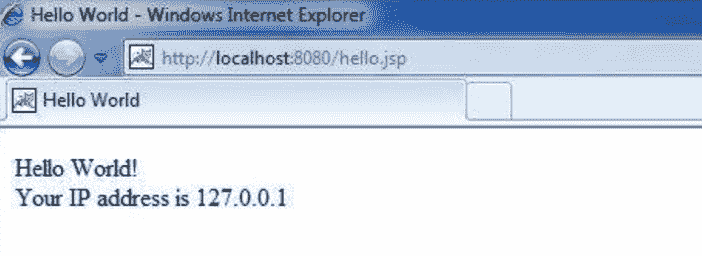 Hello World - Windows Internet Explorer
http://localhost:8080/hello.jsp
Hello World
Hello World!
Your IP address is 127.0.0.1